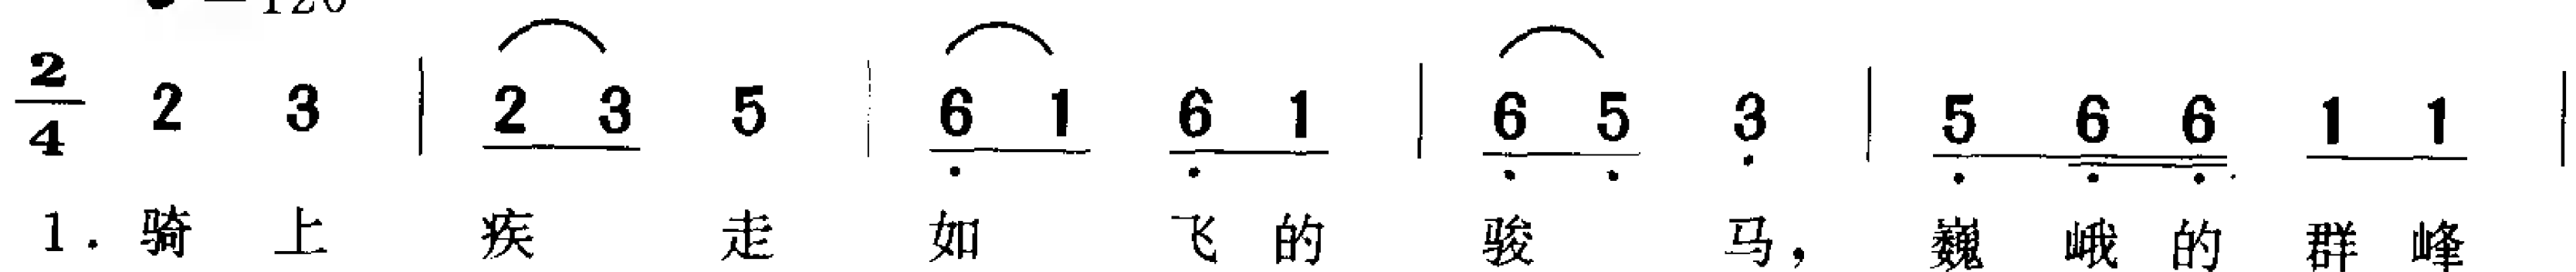 =120
2/4 2 3 | 2 3 5 | 6 1 6 1 | 6 5 3 | 5 6 6 1 1 |
1. 骑 上 疾 走 如 飞 的 骏 马, 巍 峨 的 群 峰